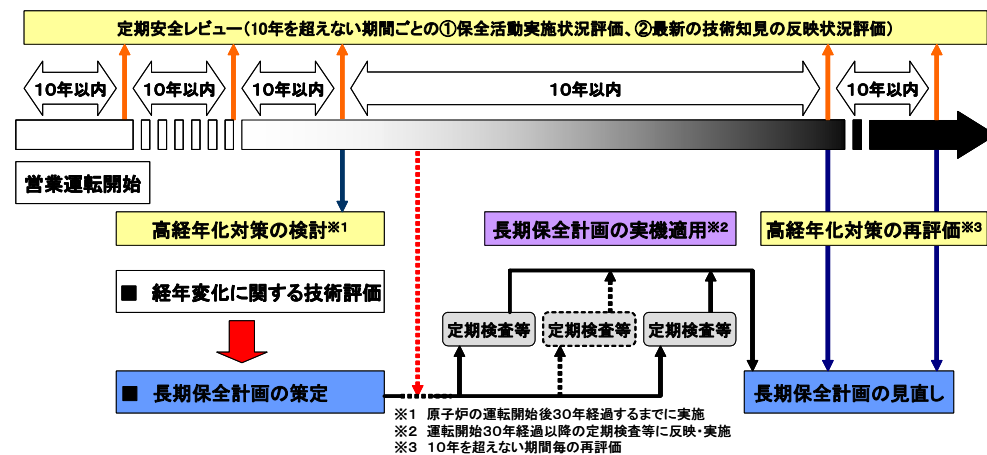 定期安全レビュー(10年を超えない期間ごとの①保全活動実施状況評価、②最新の技術知見の反映状況評価)
10年以内
10年以内
10年以内
10年以内
10年以内
営業運転開始
高経年化対策の検討※1
長期保全計画の実機適用※2
高経年化対策の再評価※3
■ 経年変化に関する技術評価
定期検査等
定期検査等
定期検査等
■ 長期保全計画の策定
長期保全計画の見直し
※1 原子炉の運転開始後30年経過するまでに実施
※2 運転開始30年経過以降の定期検査等に反映・実施
※3 10年を超えない期間毎の再評価